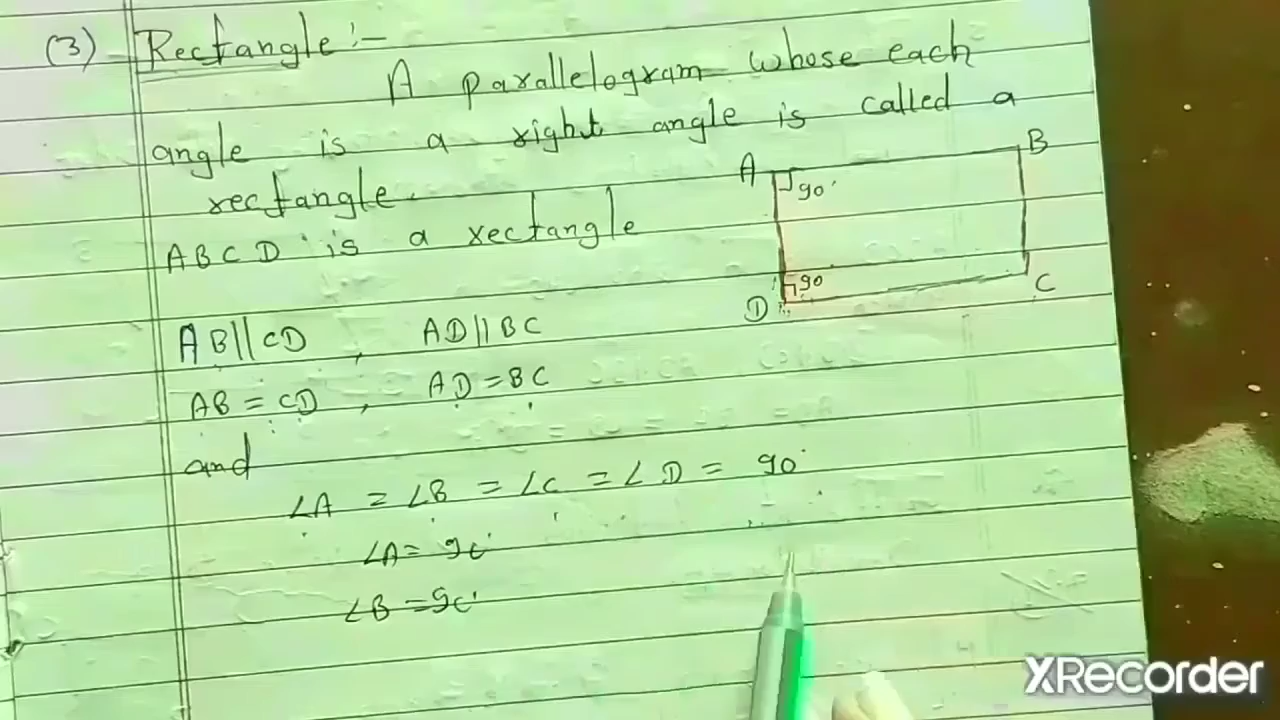 (3) Rectangle :-
A parallelogram whose each
angle is a right angle is called a
rectangle.
ABCD is a rectangle
A B
90°
90
D C
AB||CD , AD||BC
AB = CD , AD = BC
and
∠A = ∠B = ∠C = ∠D = 90°
∠A = 90°
∠B = 90°
XRecorder